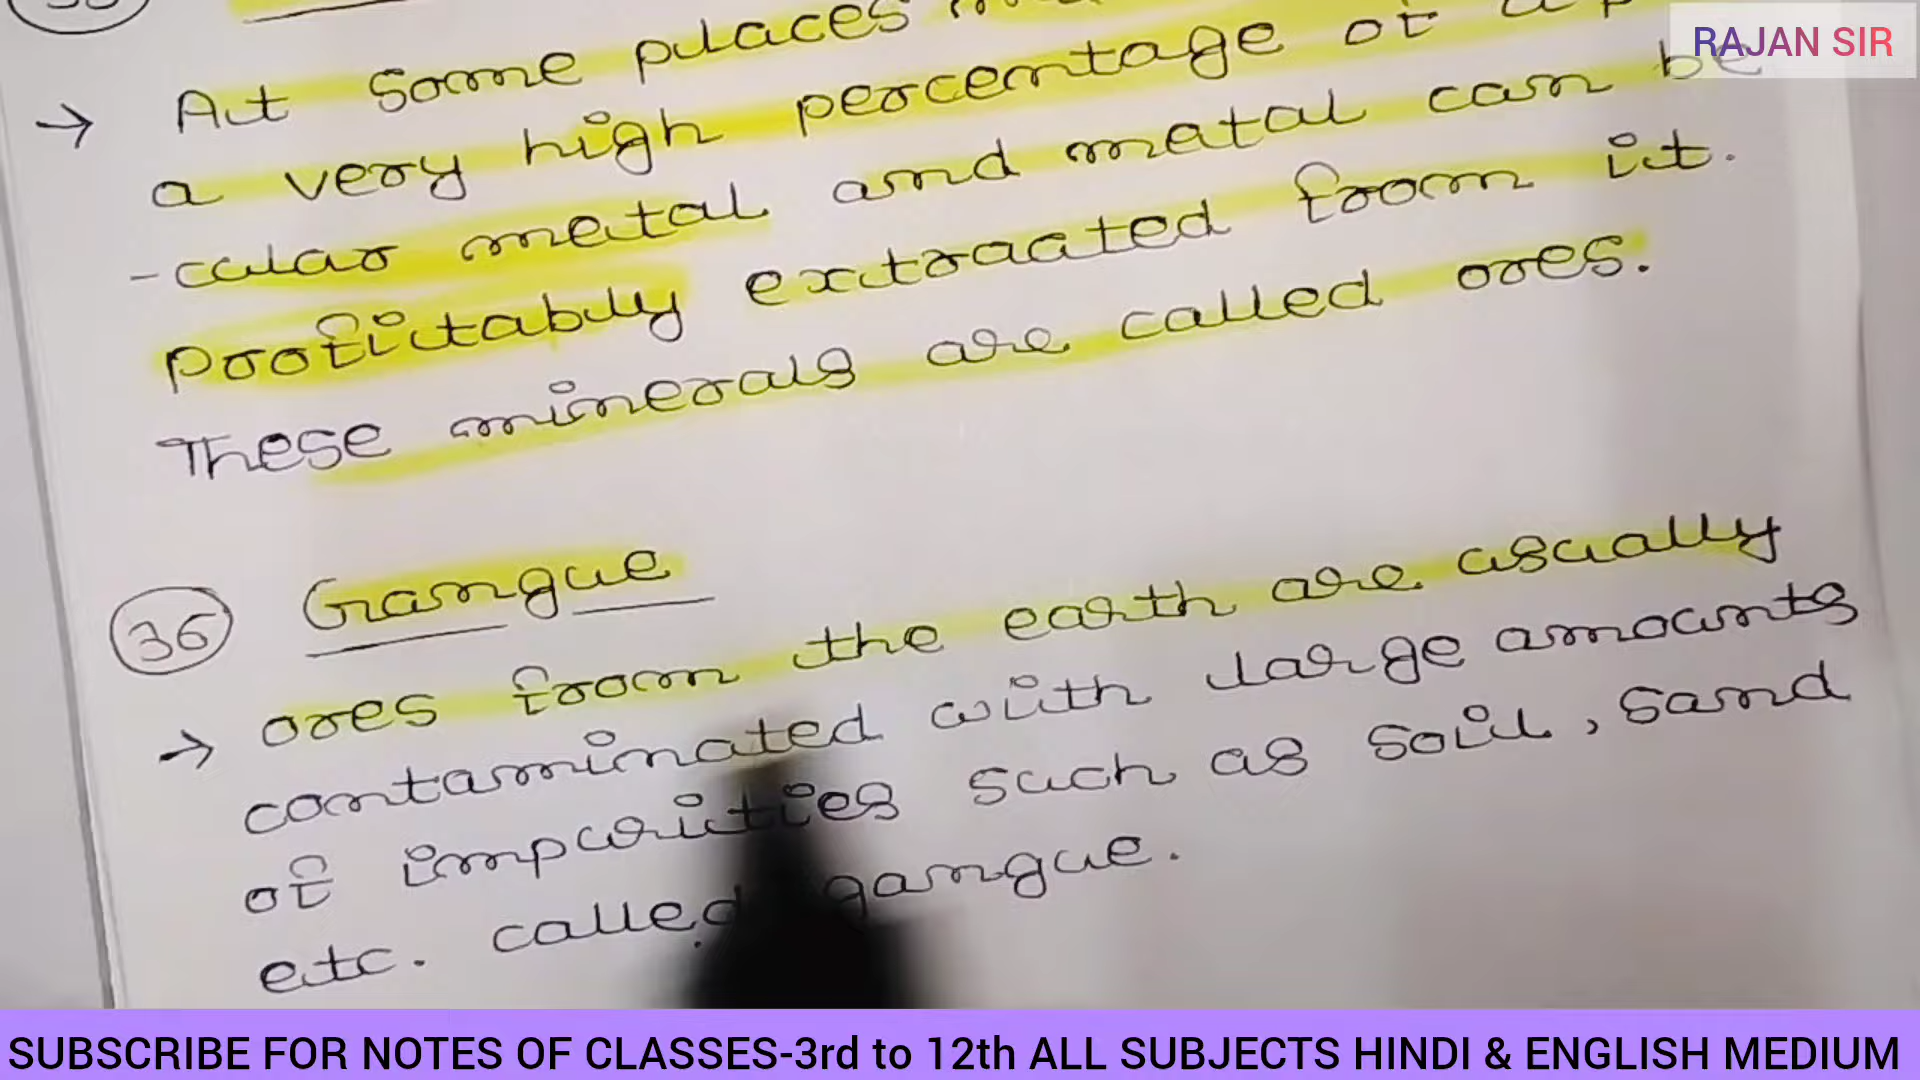 RAJAN SIR
→ At some places
a very high percentage of a
-cular metal and metal can be
profitably extracted from it.
These minerals are called ores.
36 Gangue
→ ores from the earth are usually
contaminated with large amounts
of impurities such as soil, sand
etc. called gangue.
SUBSCRIBE FOR NOTES OF CLASSES-3rd to 12th ALL SUBJECTS HINDI & ENGLISH MEDIUM